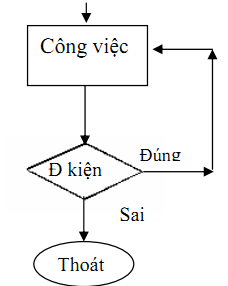 Công việc
Đúng
Đ kiện
Sai
Thoát